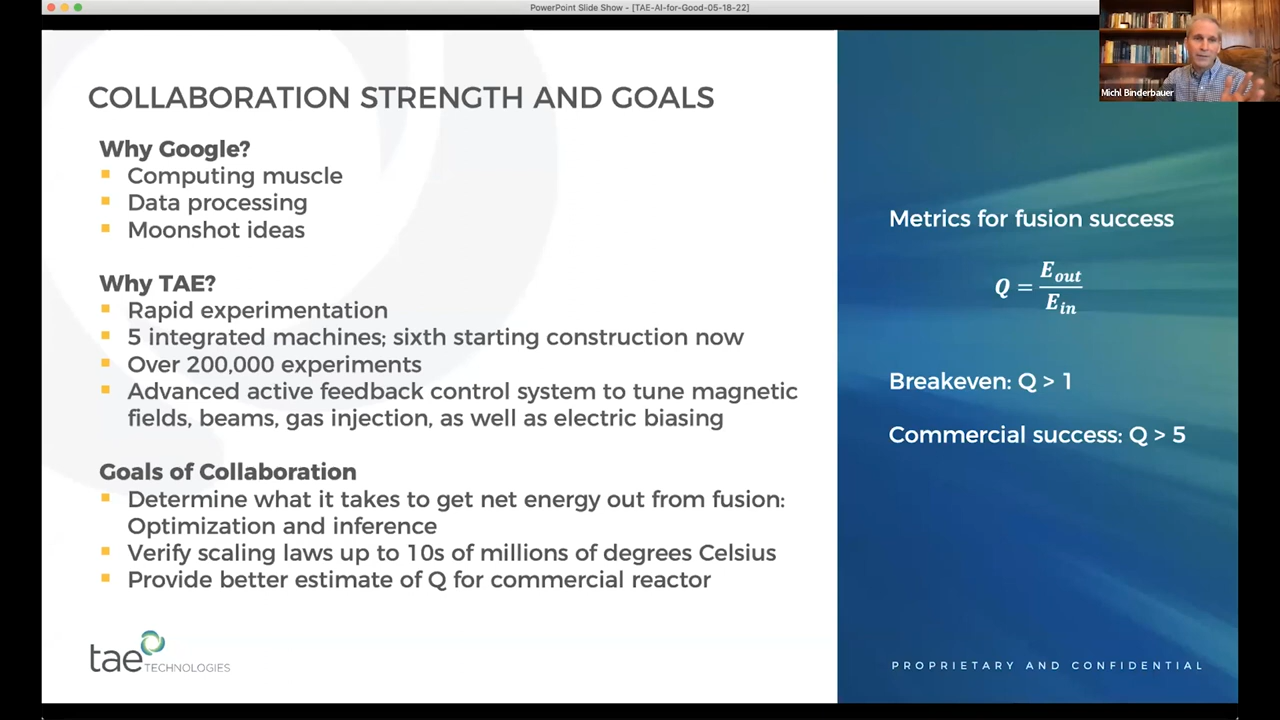 PowerPoint Slide Show - [TAE-AI-for-Good-05-18-22]
Michl Binderbauer
COLLABORATION STRENGTH AND GOALS
Why Google?
Computing muscle
Data processing
Moonshot ideas
Why TAE?
Rapid experimentation
5 integrated machines; sixth starting construction now
Over 200,000 experiments
Advanced active feedback control system to tune magnetic
fields, beams, gas injection, as well as electric biasing
Goals of Collaboration
Determine what it takes to get net energy out from fusion:
Optimization and inference
Verify scaling laws up to 10s of millions of degrees Celsius
Provide better estimate of Q for commercial reactor
tae TECHNOLOGIES
Metrics for fusion success
Q = E_out / E_in
Breakeven: Q > 1
Commercial success: Q > 5
PROPRIETARY AND CONFIDENTIAL